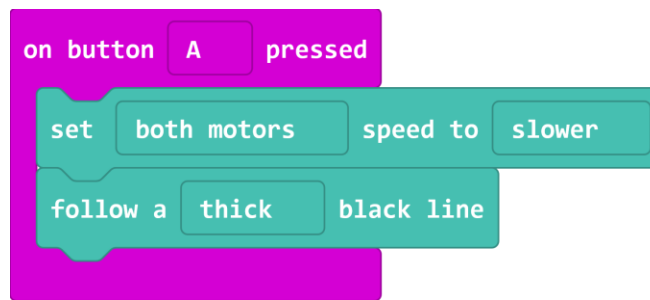 on button A pressed
set both motors speed to slower
follow a thick black line